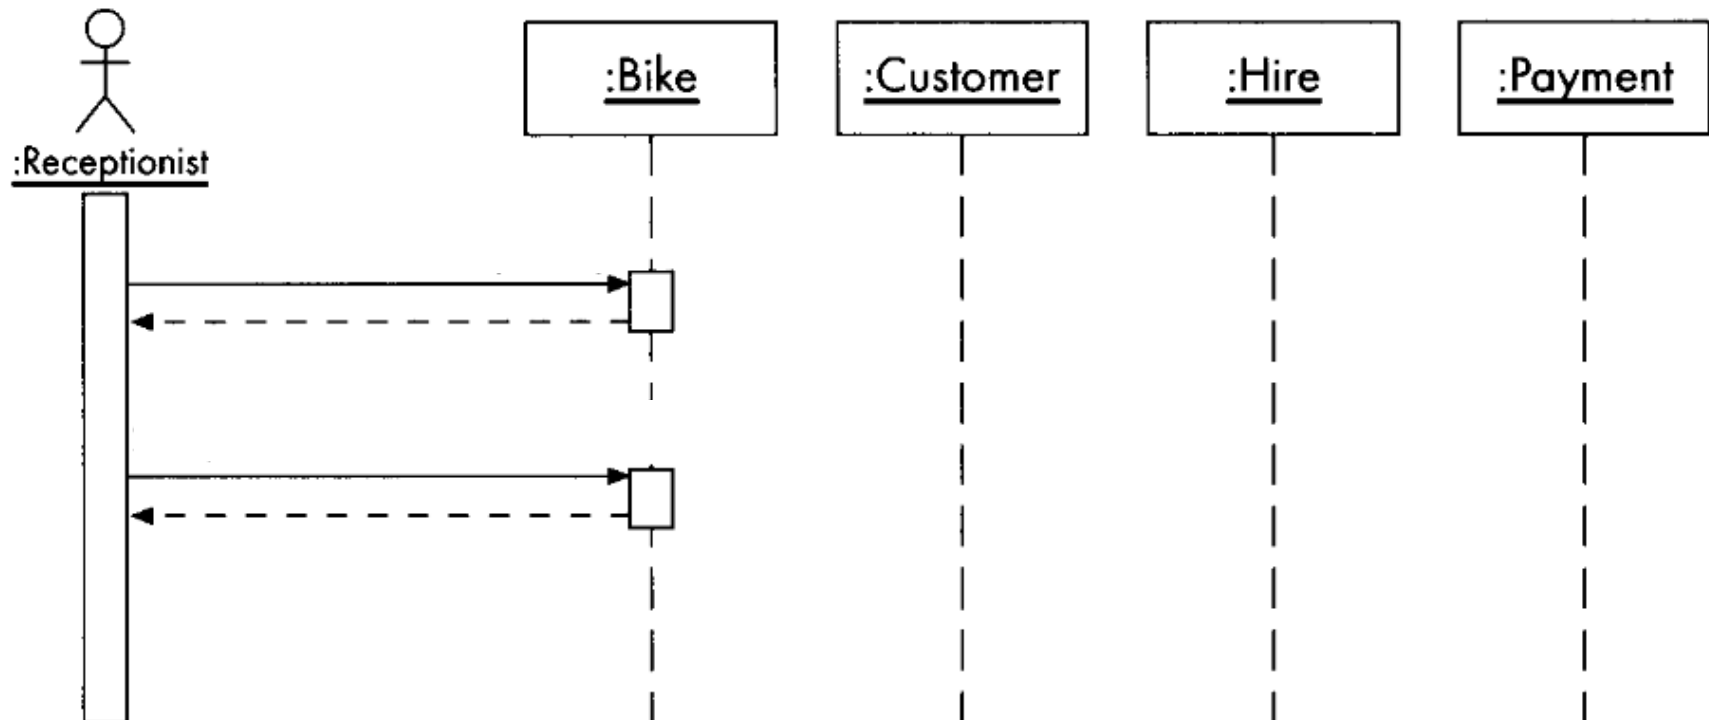 :Bike
:Customer
:Hire
:Payment
:Receptionist